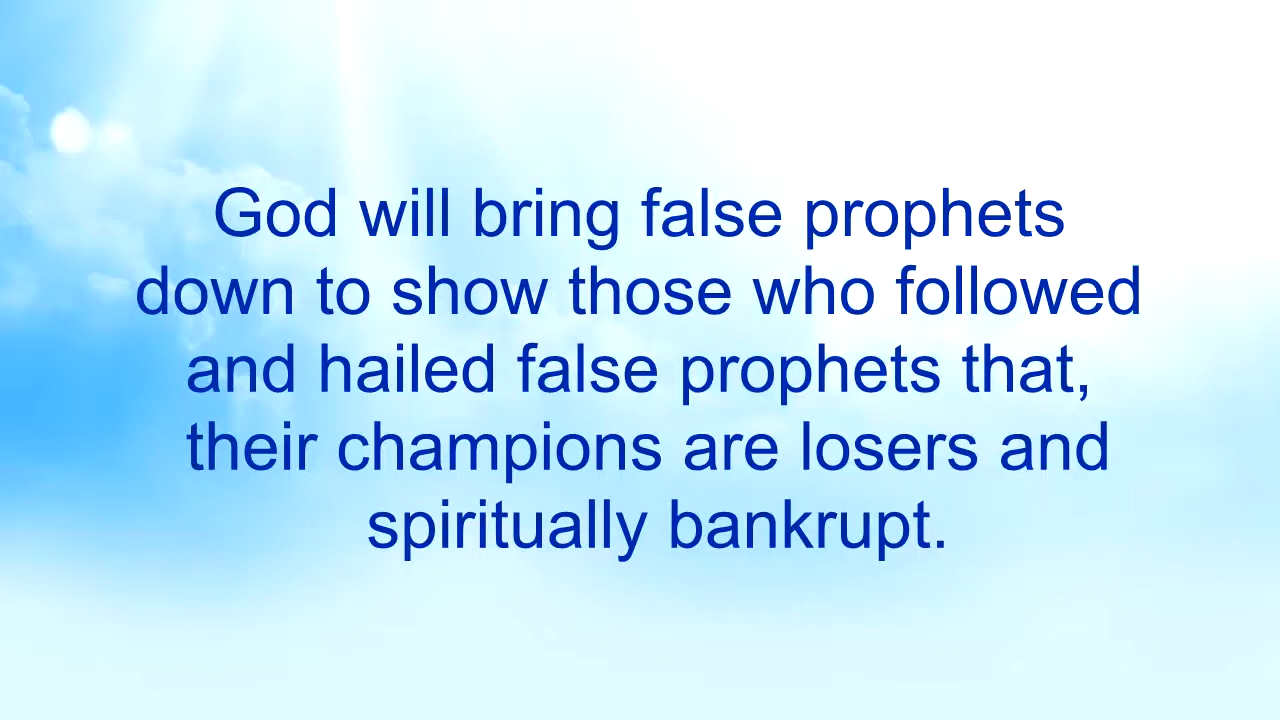 God will bring false prophets
down to show those who followed
and hailed false prophets that,
their champions are losers and
spiritually bankrupt.